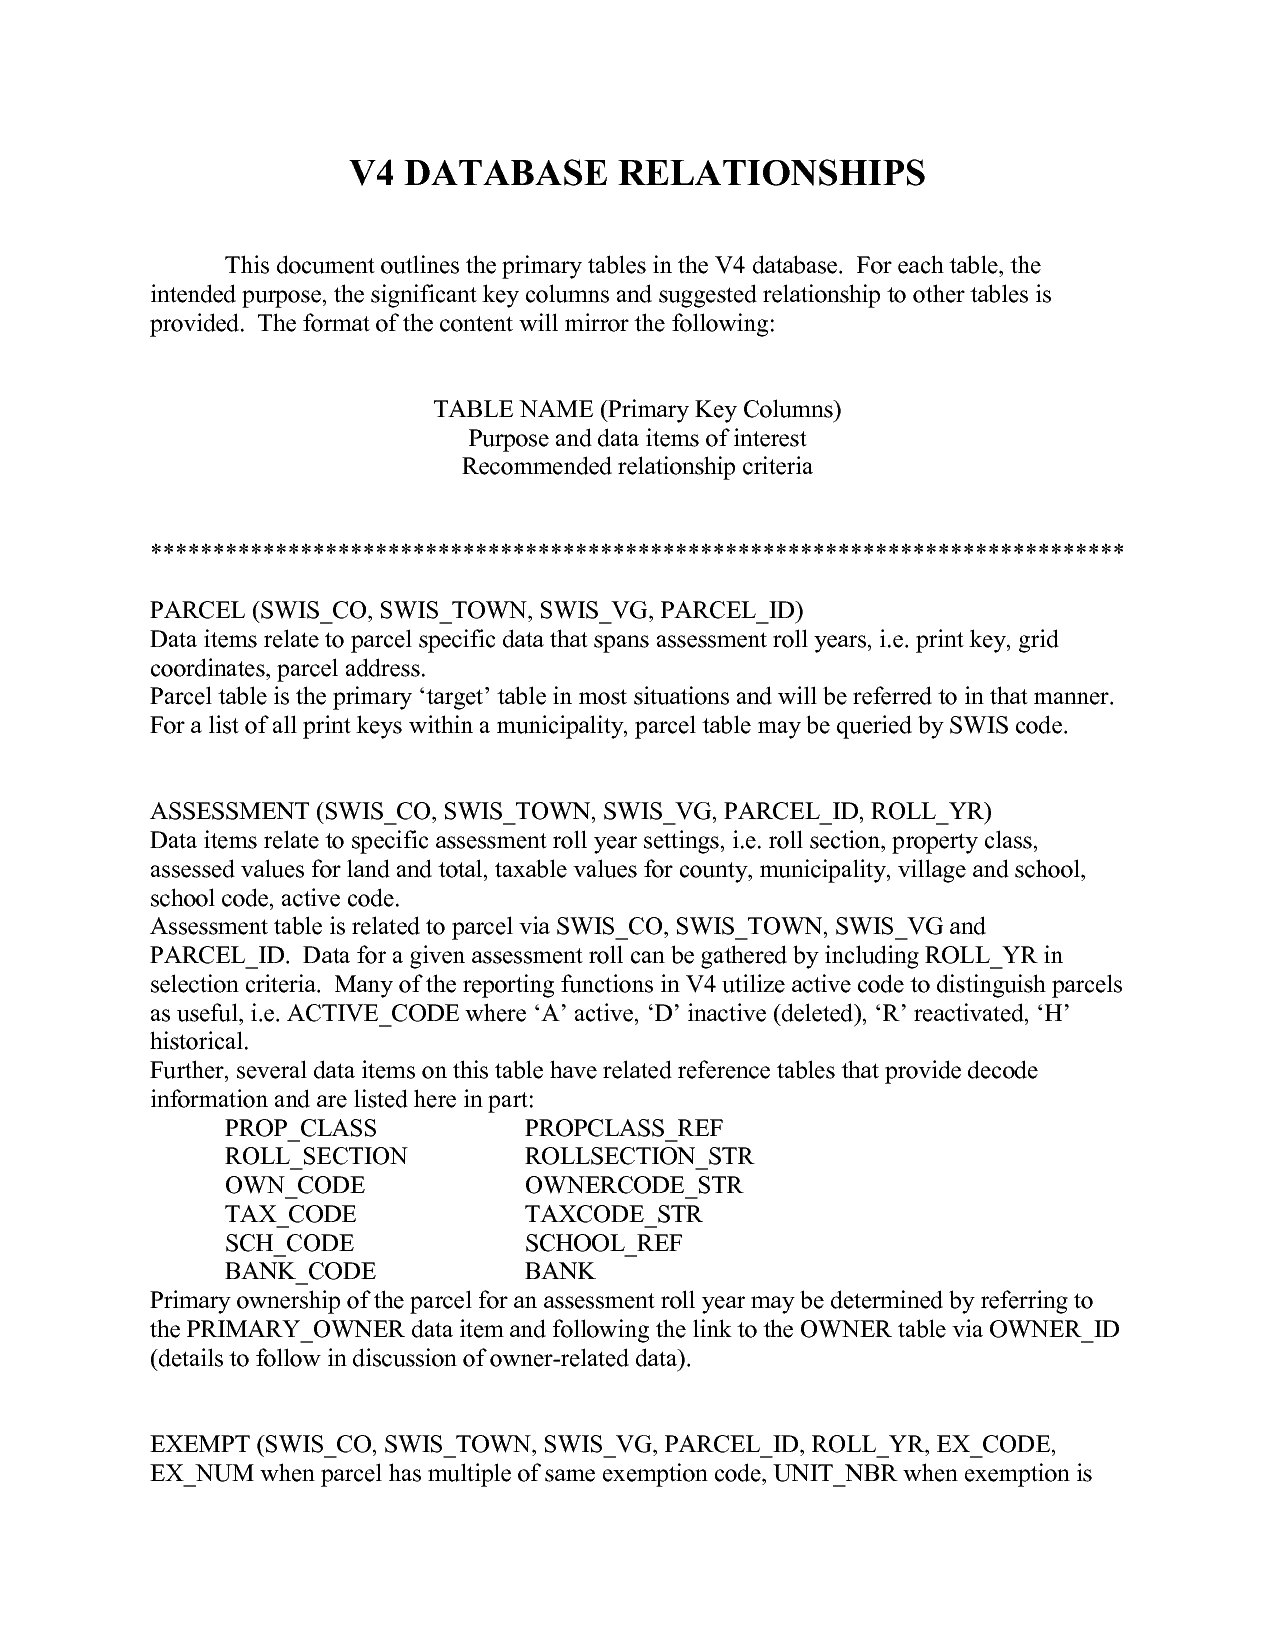 V4 DATABASE RELATIONSHIPS
This document outlines the primary tables in the V4 database.  For each table, the
intended purpose, the significant key columns and suggested relationship to other tables is
provided.  The format of the content will mirror the following:
TABLE NAME (Primary Key Columns)
Purpose and data items of interest
Recommended relationship criteria
******************************************************************************
PARCEL (SWIS_CO, SWIS_TOWN, SWIS_VG, PARCEL_ID)
Data items relate to parcel specific data that spans assessment roll years, i.e. print key, grid
coordinates, parcel address.
Parcel table is the primary ‘target’ table in most situations and will be referred to in that manner.
For a list of all print keys within a municipality, parcel table may be queried by SWIS code.
ASSESSMENT (SWIS_CO, SWIS_TOWN, SWIS_VG, PARCEL_ID, ROLL_YR)
Data items relate to specific assessment roll year settings, i.e. roll section, property class,
assessed values for land and total, taxable values for county, municipality, village and school,
school code, active code.
Assessment table is related to parcel via SWIS_CO, SWIS_TOWN, SWIS_VG and
PARCEL_ID.  Data for a given assessment roll can be gathered by including ROLL_YR in
selection criteria.  Many of the reporting functions in V4 utilize active code to distinguish parcels
as useful, i.e. ACTIVE_CODE where ‘A’ active, ‘D’ inactive (deleted), ‘R’ reactivated, ‘H’
historical.
Further, several data items on this table have related reference tables that provide decode
information and are listed here in part:
PROP_CLASS PROPCLASS_REF
ROLL_SECTION ROLLSECTION_STR
OWN_CODE OWNERCODE_STR
TAX_CODE TAXCODE_STR
SCH_CODE SCHOOL_REF
BANK_CODE BANK
Primary ownership of the parcel for an assessment roll year may be determined by referring to
the PRIMARY_OWNER data item and following the link to the OWNER table via OWNER_ID
(details to follow in discussion of owner-related data).
EXEMPT (SWIS_CO, SWIS_TOWN, SWIS_VG, PARCEL_ID, ROLL_YR, EX_CODE,
EX_NUM when parcel has multiple of same exemption code, UNIT_NBR when exemption is